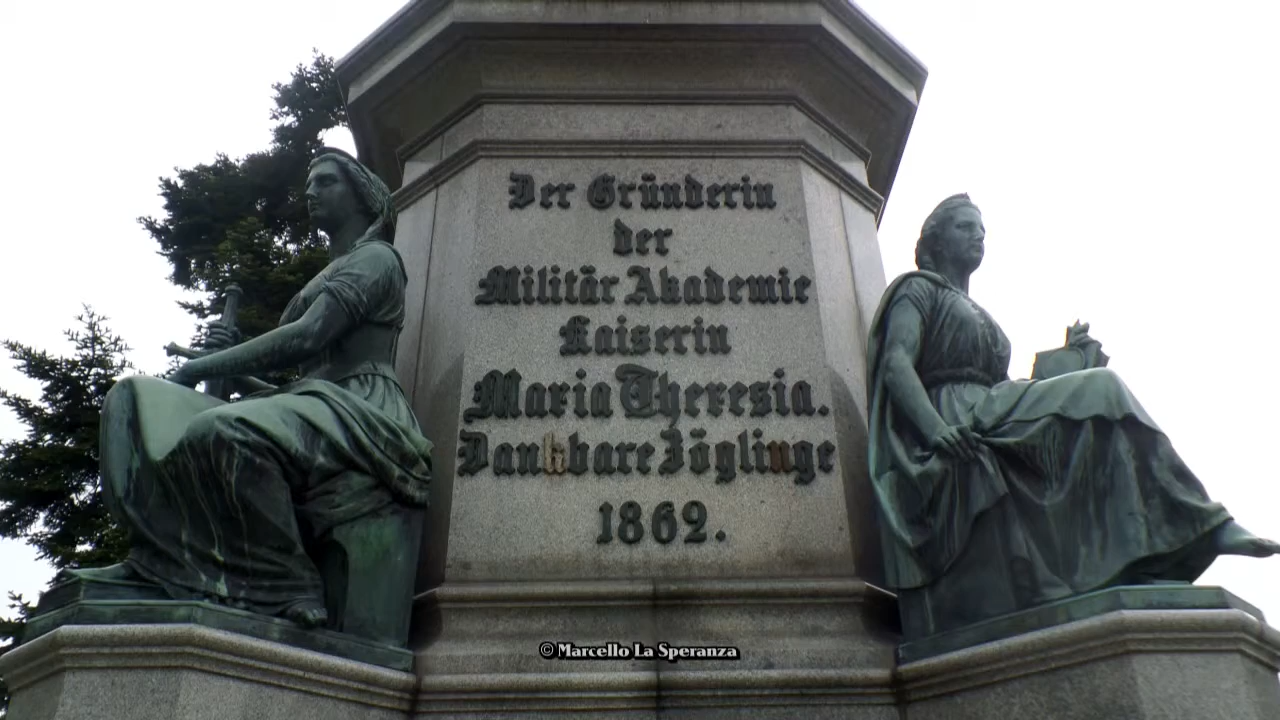 Der Gründerin
der
Militär Akademie
Kaiserin
Maria Theresia.
Dankbare Zöglinge
1862.
© Marcello La Speranza